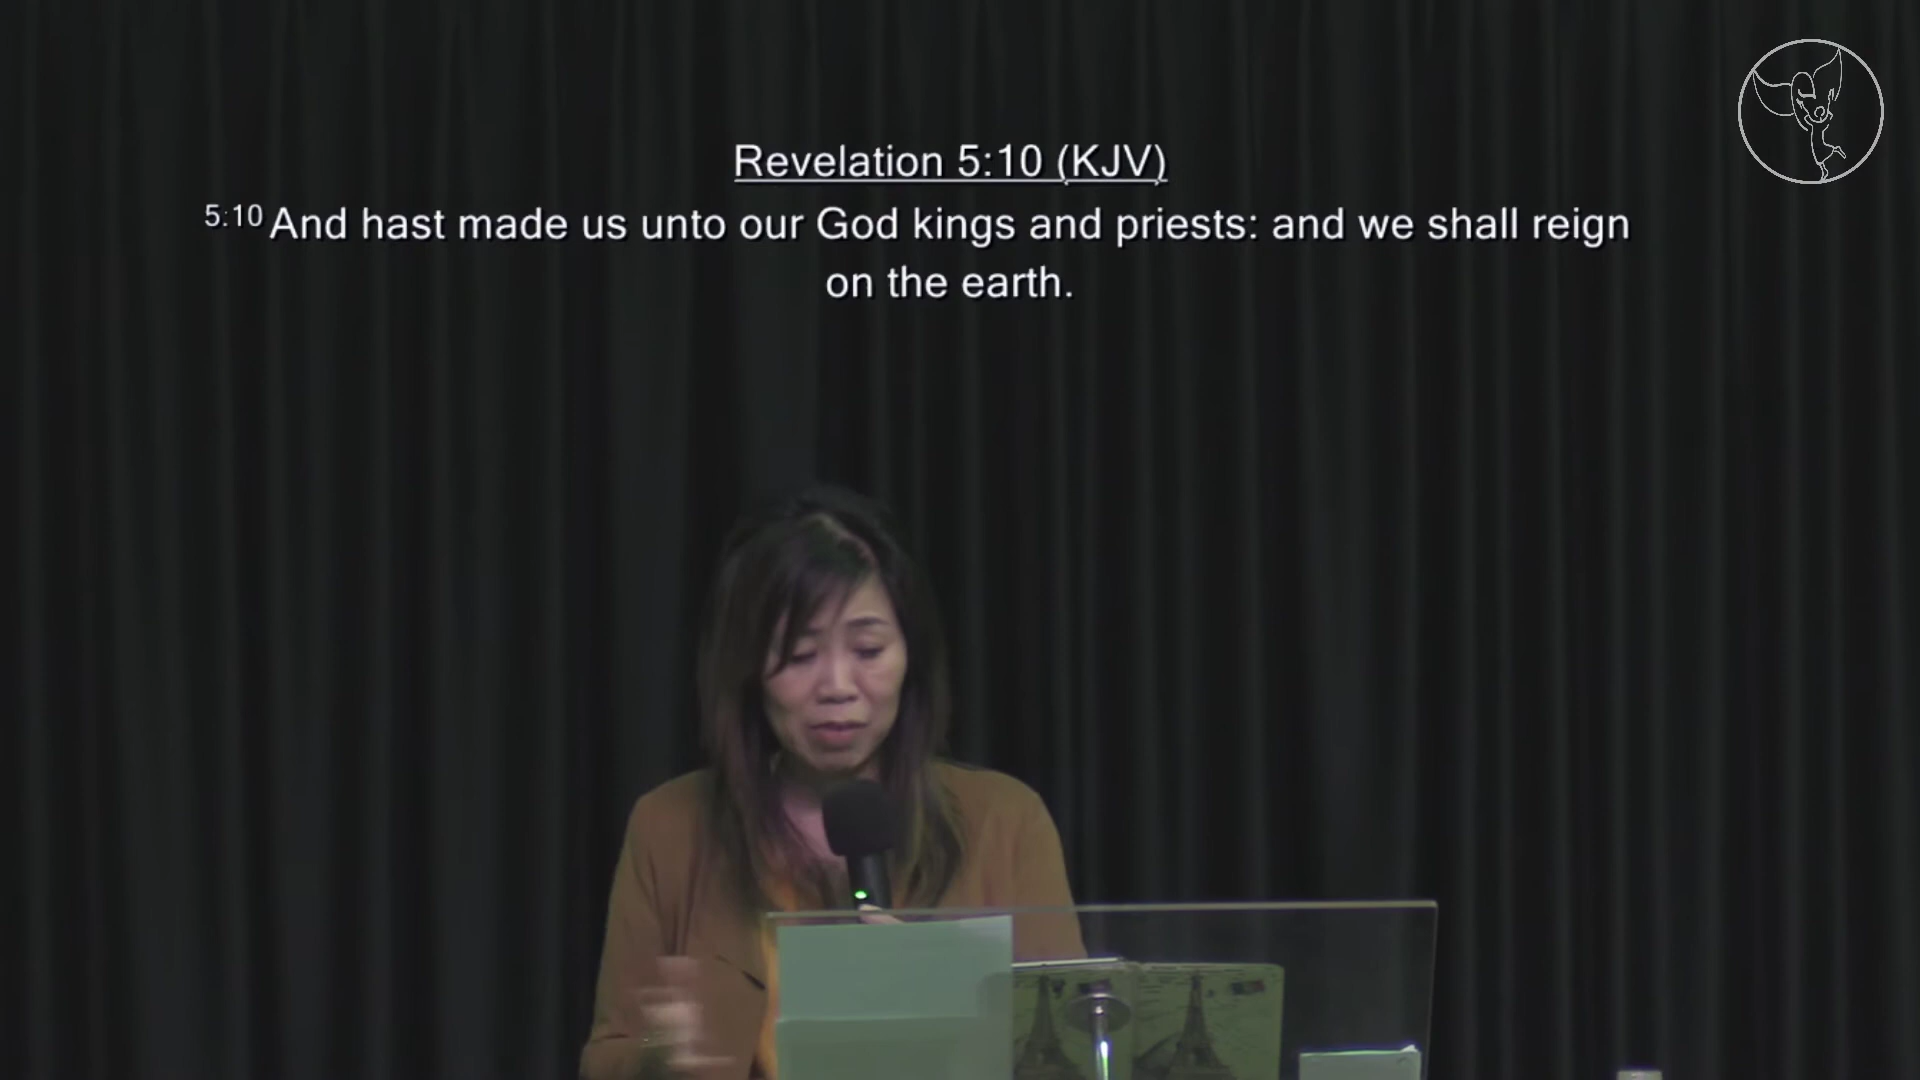 Revelation 5:10 (KJV)
5:10 And hast made us unto our God kings and priests: and we shall reign
on the earth.